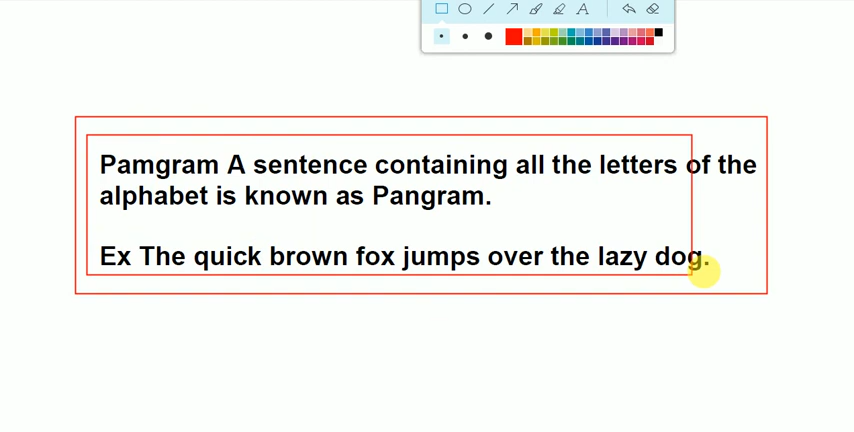 Pamgram A sentence containing all the letters of the
alphabet is known as Pangram.
Ex The quick brown fox jumps over the lazy dog.